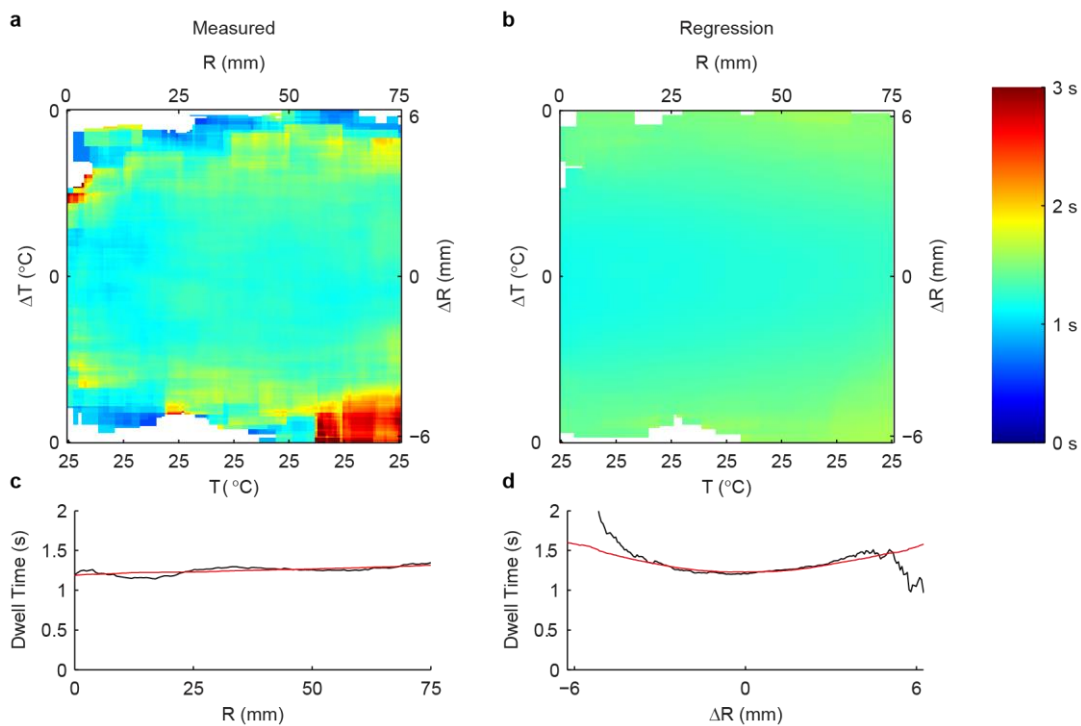 a
Measured
R (mm)
0 25 50 75
0 0 0
ΔT (°C)
6 0 −6
ΔR (mm)
25 25 25 25 25 25 25
T( °C)
b
Regression
R (mm)
0 25 50 75
0 0 0
ΔT (°C)
6 0 −6
ΔR (mm)
25 25 25 25 25 25 25
T (°C)
3 s
2 s
1 s
0 s
c
2
1.5
1
0.5
0
Dwell Time (s)
0 25 50 75
R (mm)
d
2
1.5
1
0.5
0
Dwell Time (s)
−6 0 6
ΔR (mm)